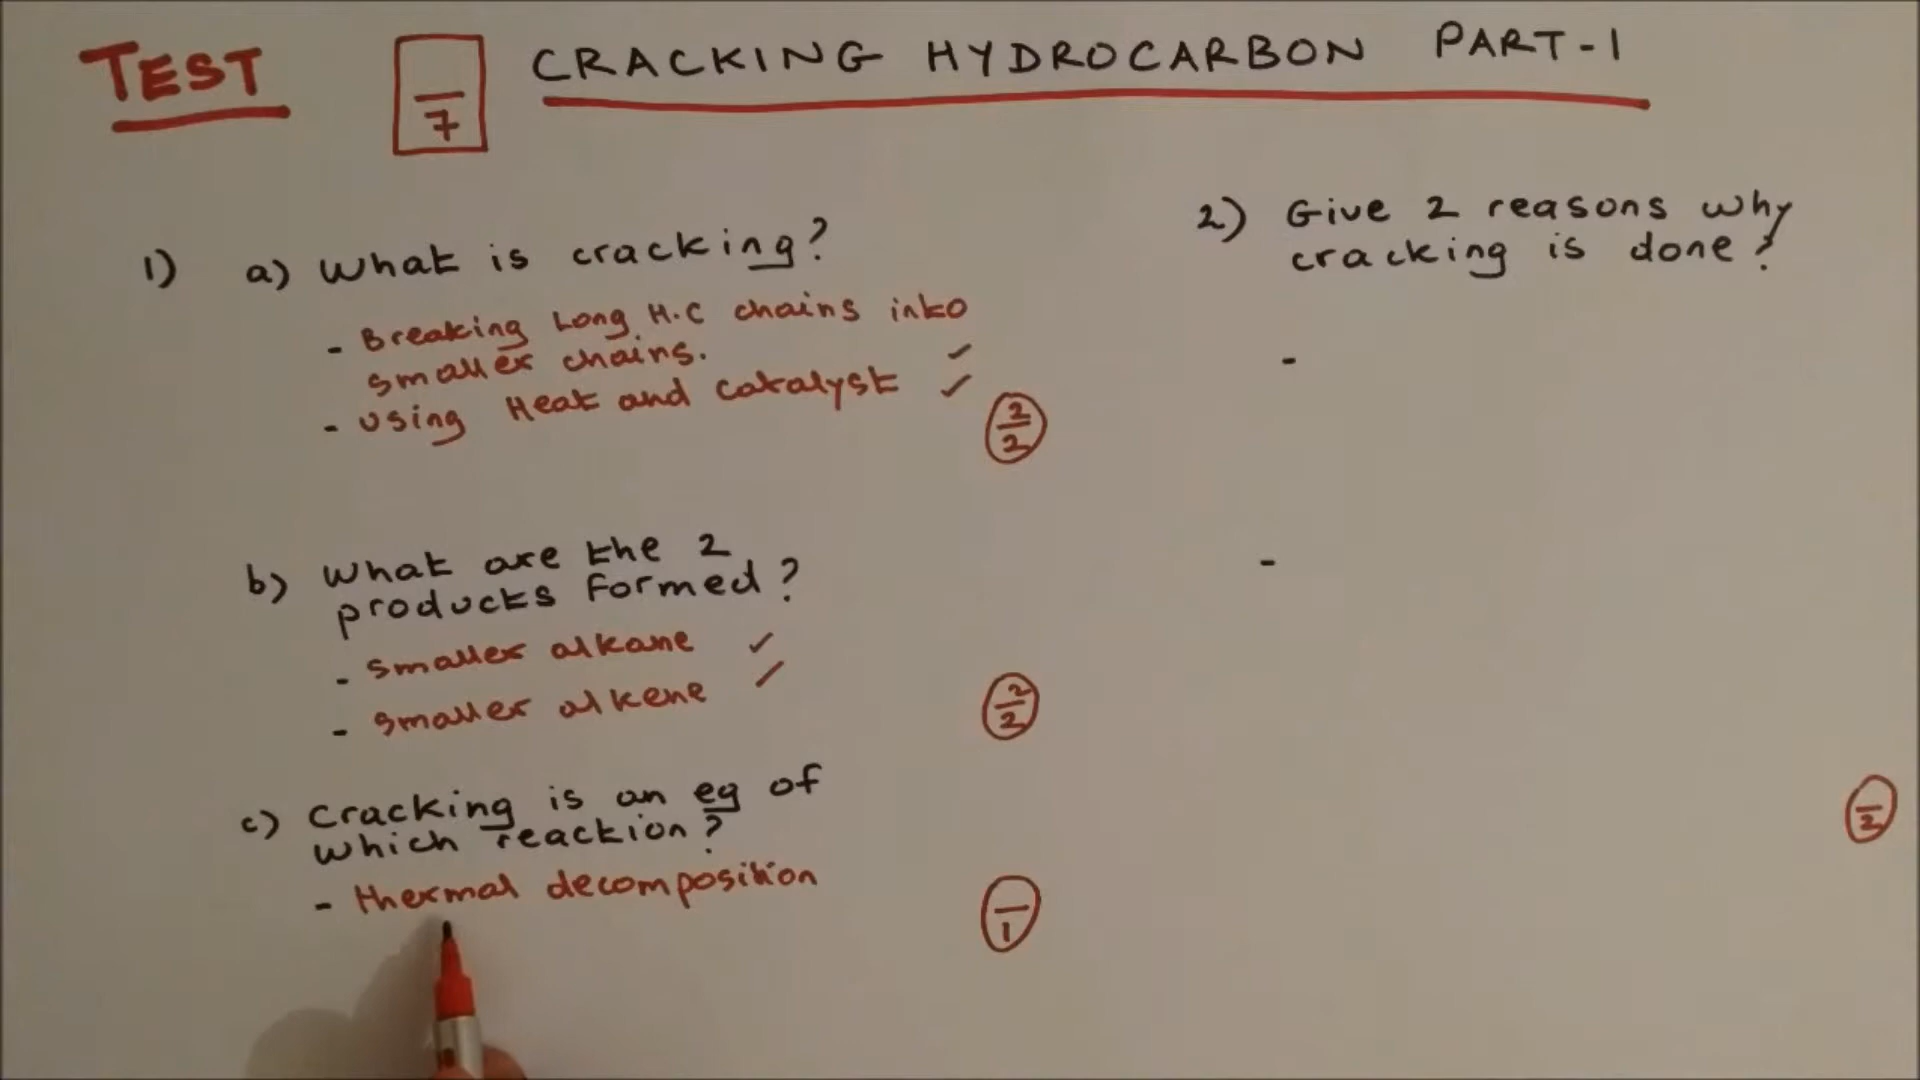 TEST
7
CRACKING HYDROCARBON PART-1
1) a) What is cracking?
- Breaking Long H.C chains into
smaller chains. ✓
- Using Heat and catalyst ✓
2/2
b) What are the 2
products formed?
- smaller alkane ✓
- smaller alkene ✓
2/2
c) Cracking is an eg of
which reaction?
- thermal decomposition
/1
2) Give 2 reasons why
cracking is done?
-
-
/2